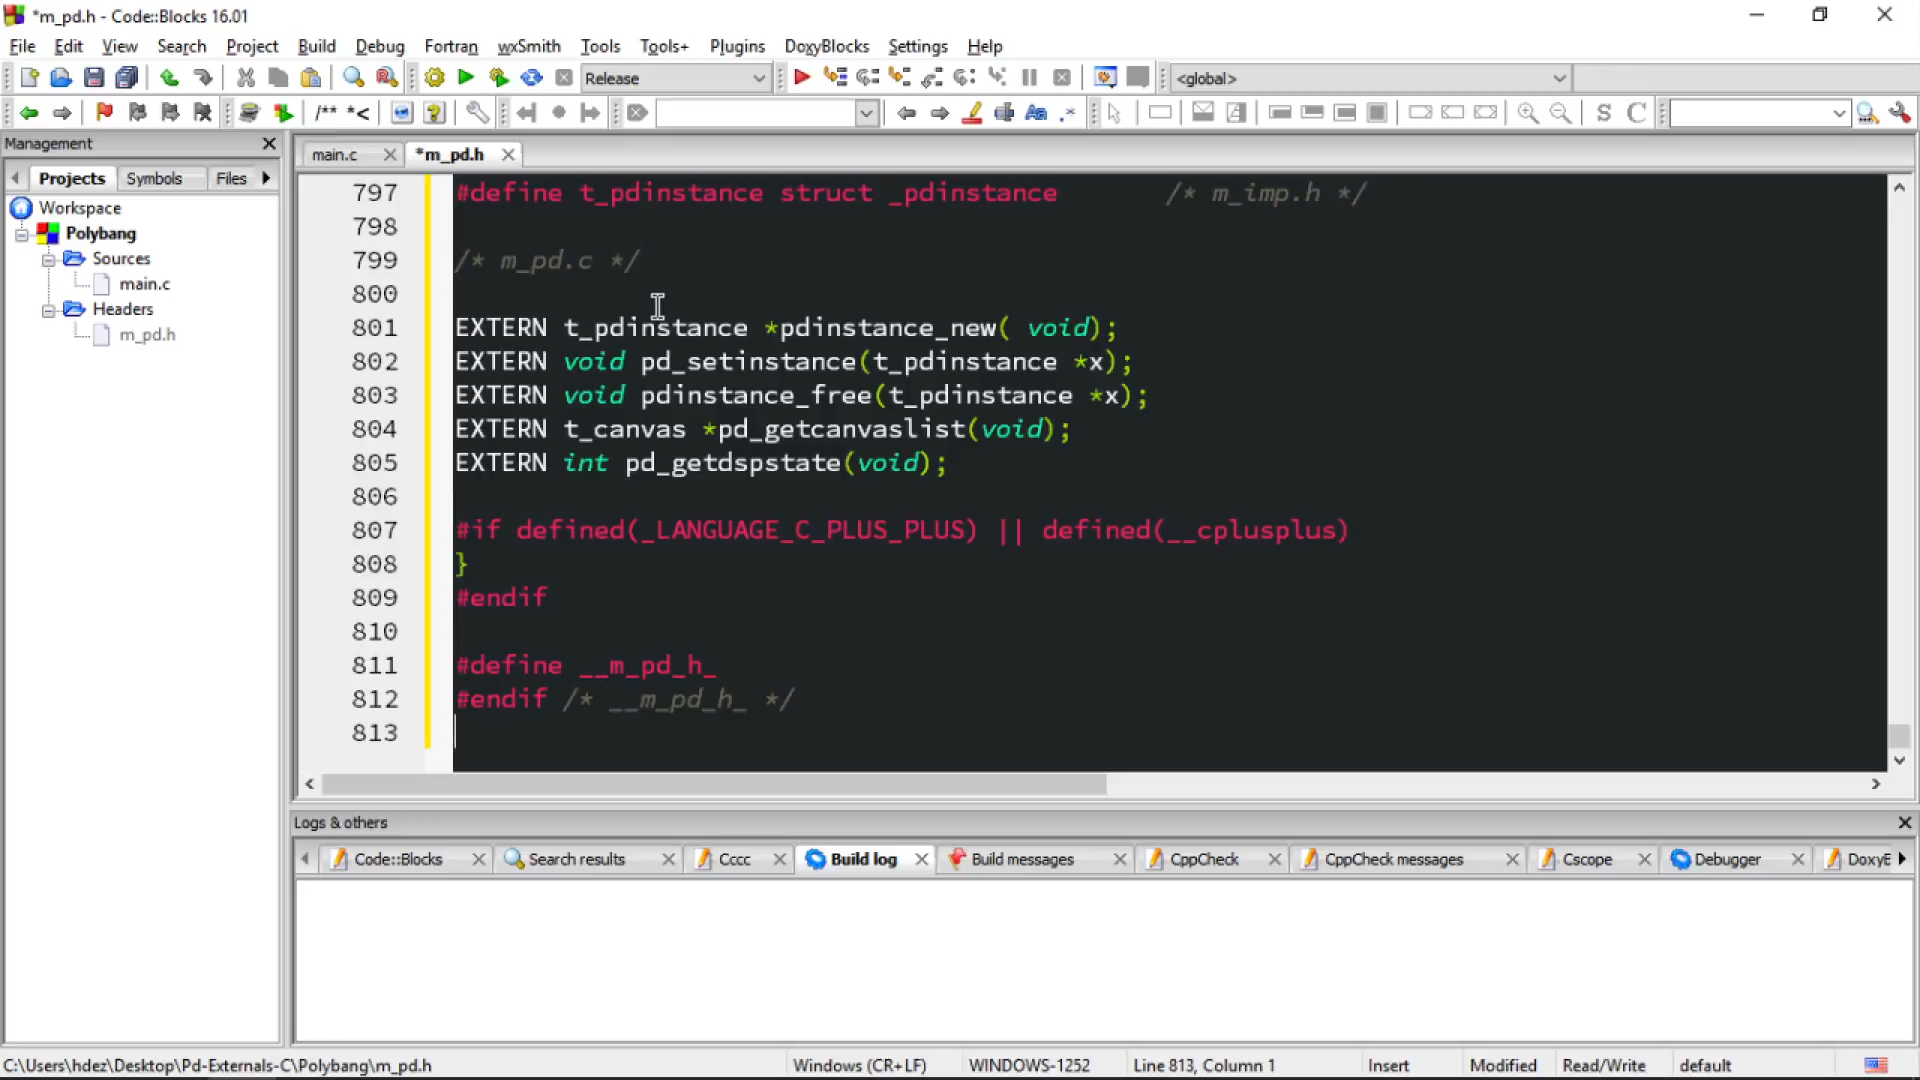 *m_pd.h - Code::Blocks 16.01
File Edit View Search Project Build Debug Fortran wxSmith Tools Tools+ Plugins DoxyBlocks Settings Help
Release
<global>
/** *<
S C
Management
Projects Symbols Files
Workspace
Polybang
Sources
main.c
Headers
m_pd.h
main.c *m_pd.h
797 #define t_pdinstance struct _pdinstance /* m_imp.h */
798
799 /* m_pd.c */
800
801 EXTERN t_pdinstance *pdinstance_new( void);
802 EXTERN void pd_setinstance(t_pdinstance *x);
803 EXTERN void pdinstance_free(t_pdinstance *x);
804 EXTERN t_canvas *pd_getcanvaslist(void);
805 EXTERN int pd_getdspstate(void);
806
807 #if defined(_LANGUAGE_C_PLUS_PLUS) || defined(__cplusplus)
808 }
809 #endif
810
811 #define __m_pd_h_
812 #endif /* __m_pd_h_ */
813
Logs & others
Code::Blocks Search results Cccc Build log Build messages CppCheck CppCheck messages Cscope Debugger DoxyB
C:\Users\hdez\Desktop\Pd-Externals-C\Polybang\m_pd.h Windows (CR+LF) WINDOWS-1252 Line 813, Column 1 Insert Modified Read/Write default